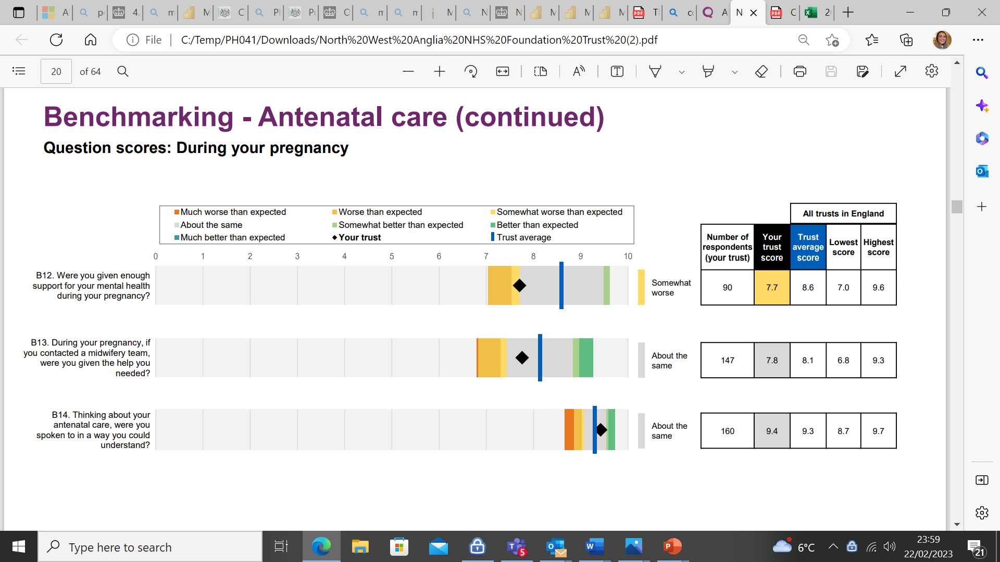 A
p
4.
m
M
C
Pl
P
C
m
m
M
N
N
M
M
M
T
c
A
N
C
2
File
C:/Temp/PH041/Downloads/North%20West%20Anglia%20NHS%20Foundation%20Trust%20(2).pdf
20 of 64
Benchmarking - Antenatal care (continued)
Question scores: During your pregnancy
Much worse than expected Worse than expected Somewhat worse than expected
About the same Somewhat better than expected Better than expected
Much better than expected Your trust Trust average
0 1 2 3 4 5 6 7 8 9 10
All trusts in England
Number of respondents (your trust)
Your trust score
Trust average score
Lowest score
Highest score
B12. Were you given enough
support for your mental health
during your pregnancy?
Somewhat
worse
90 7.7 8.6 7.0 9.6
B13. During your pregnancy, if
you contacted a midwifery team,
were you given the help you
needed?
About the
same
147 7.8 8.1 6.8 9.3
B14. Thinking about your
antenatal care, were you
spoken to in a way you could
understand?
About the
same
160 9.4 9.3 8.7 9.7
Type here to search
5
6°C
23:59
22/02/2023
21